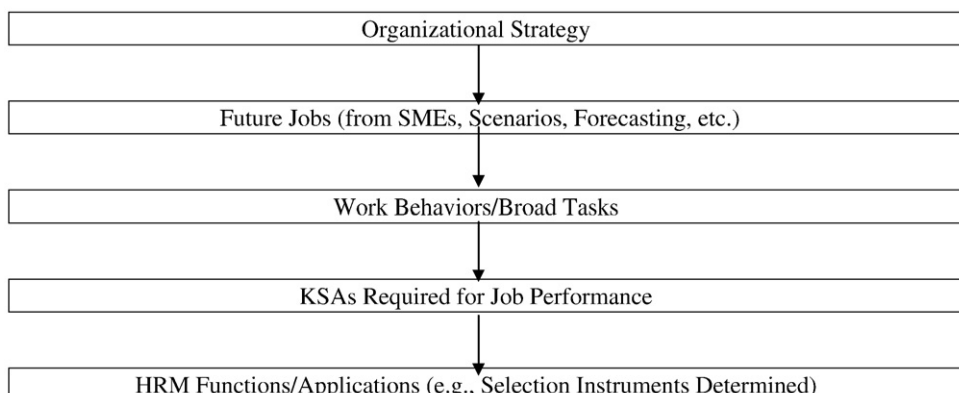 Organizational Strategy
Future Jobs (from SMEs, Scenarios, Forecasting, etc.)
Work Behaviors/Broad Tasks
KSAs Required for Job Performance
HRM Functions/Applications (e.g., Selection Instruments Determined)